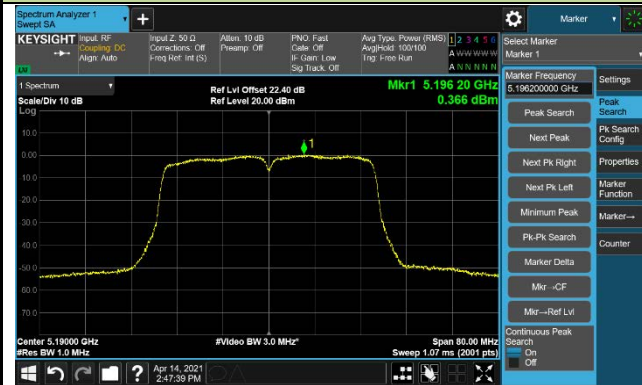 Spectrum Analyzer 1
Swept SA
Marker
KEYSIGHT
Input: RF
Coupling: DC
Align: Auto
Input Z: 50 Ω
Corrections: Off
Freq Ref: Int (S)
Atten: 10 dB
Preamp: Off
PNO: Fast
Gate: Off
IF Gain: Low
Sig Track: Off
Avg Type: Power (RMS)
Avg|Hold: 100/100
Trig: Free Run
1 2 3 4 5 6
A W W W W W
A N N N N N
1 Spectrum
Scale/Div 10 dB
Log
Ref Lvl Offset 22.40 dB
Ref Level 20.00 dBm
Mkr1 5.196 20 GHz
0.366 dBm
10.0
0.00
10.0
20.0
30.0
-40.0
-50.0
60.0
70.0
1
Center 5.19000 GHz
#Res BW 1.0 MHz
#Video BW 3.0 MHz*
Span 80.00 MHz
Sweep 1.07 ms (2001 pts)
Apr 14, 2021
2:47:39 PM
Select Marker
Marker 1
Marker Frequency
5.196200000 GHz
Peak Search
Next Peak
Next Pk Right
Next Pk Left
Minimum Peak
Pk-Pk Search
Marker Delta
Mkr→CF
Mkr→Ref Lvl
Continuous Peak
Search
On
Off
Settings
Peak
Search
Pk Search
Config
Properties
Marker
Function
Marker→
Counter